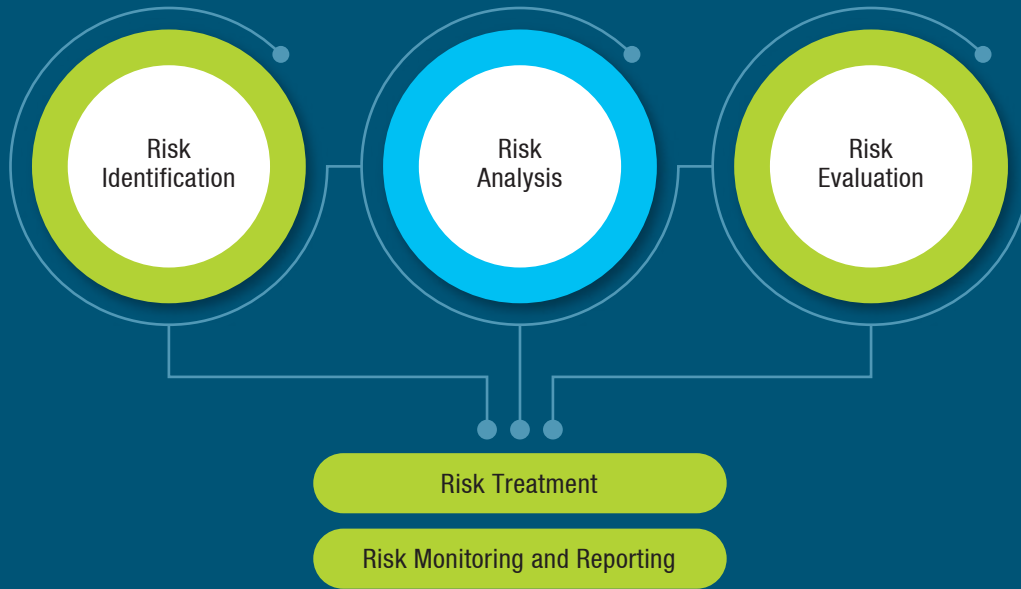 Risk
Identification
Risk
Analysis
Risk
Evaluation
Risk Treatment
Risk Monitoring and Reporting